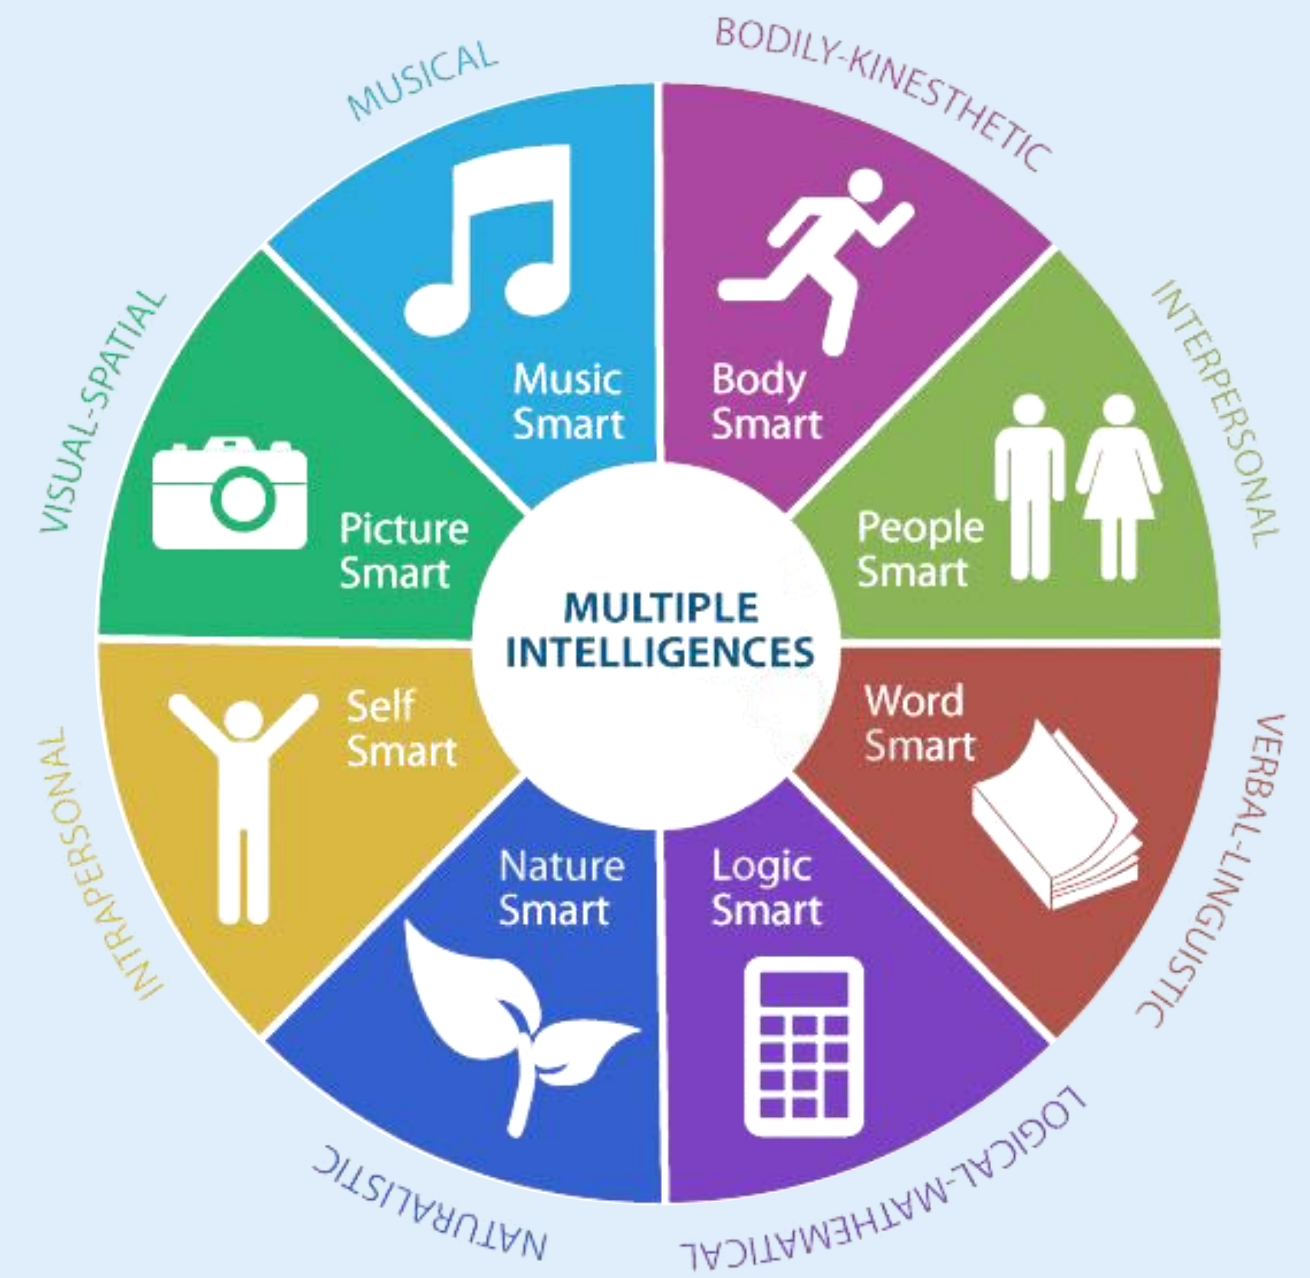 MUSICAL
BODILY-KINESTHETIC
INTERPERSONAL
VERBAL-LINGUISTIC
LOGICAL-MATHEMATICAL
NATURALISTIC
INTRAPERSONAL
VISUAL-SPATIAL
Music
Smart
Body
Smart
People
Smart
Word
Smart
Logic
Smart
Nature
Smart
Self
Smart
Picture
Smart
MULTIPLE
INTELLIGENCES